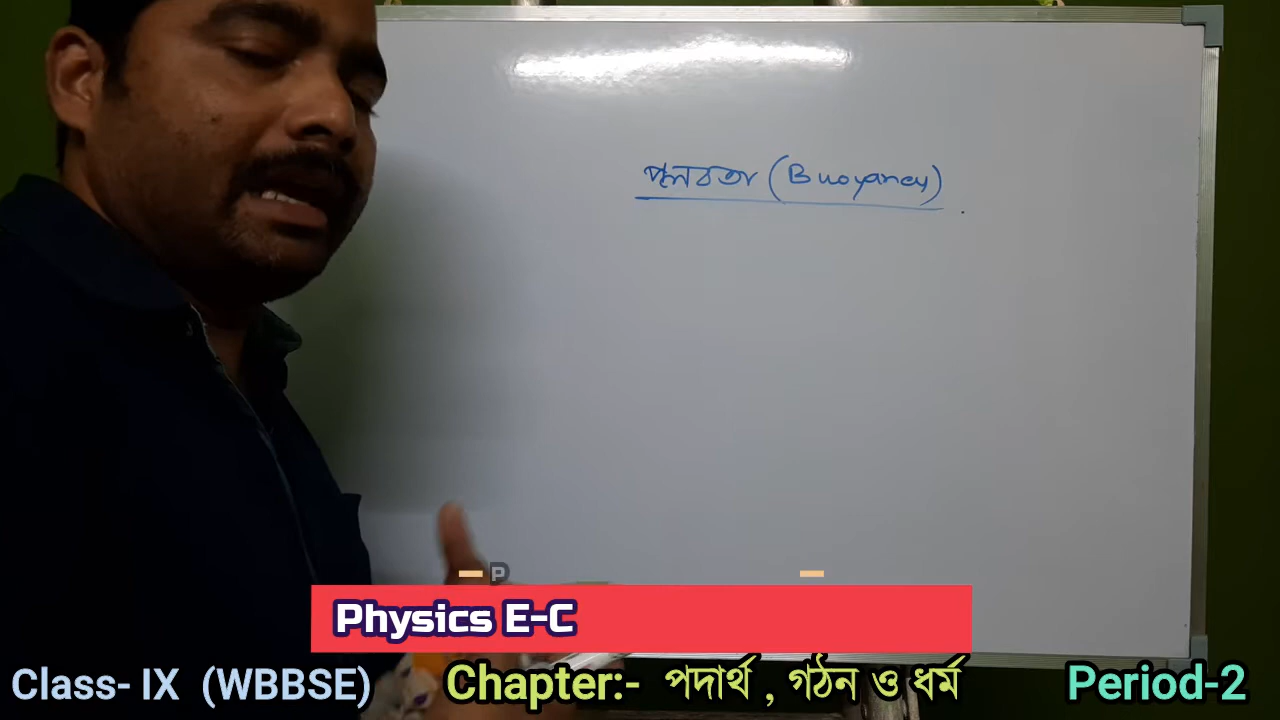 প্লবতা (Buoyancy)
P
Physics E-C
Class- IX (WBBSE) Chapter:- পদার্থ , গঠন ও ধর্ম Period-2